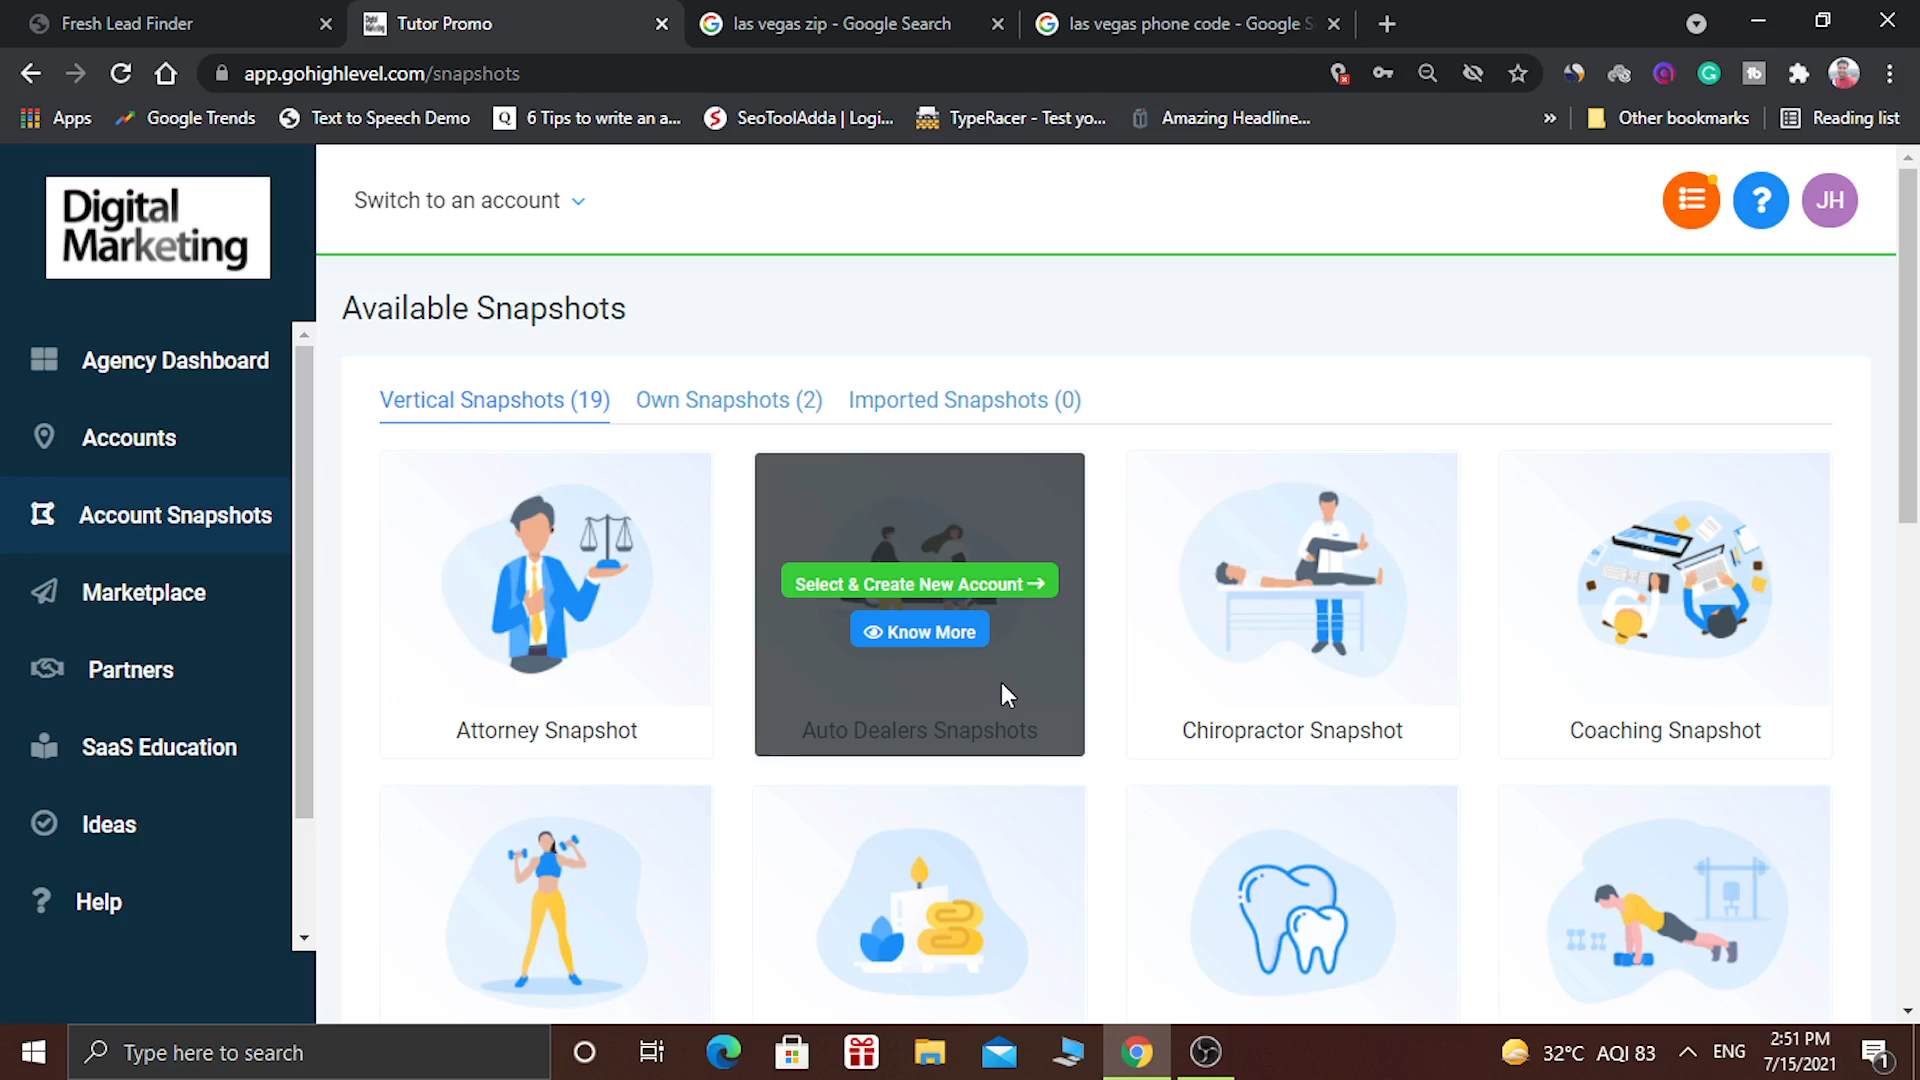 Fresh Lead Finder
Tutor Promo
las vegas zip - Google Search
las vegas phone code - Google S
app.gohighlevel.com/snapshots
Apps
Google Trends
Text to Speech Demo
6 Tips to write an a...
SeoToolAdda | Logi...
TypeRacer - Test yo...
Amazing Headline...
»
Other bookmarks
Reading list
Digital
Marketing
Switch to an account
?
JH
Available Snapshots
Agency Dashboard
Accounts
Account Snapshots
Marketplace
Partners
SaaS Education
Ideas
? Help
Vertical Snapshots (19)
Own Snapshots (2)
Imported Snapshots (0)
Select & Create New Account →
Know More
Attorney Snapshot
Auto Dealers Snapshots
Chiropractor Snapshot
Coaching Snapshot
Type here to search
32°C AQI 83
ENG
2:51 PM
7/15/2021
1